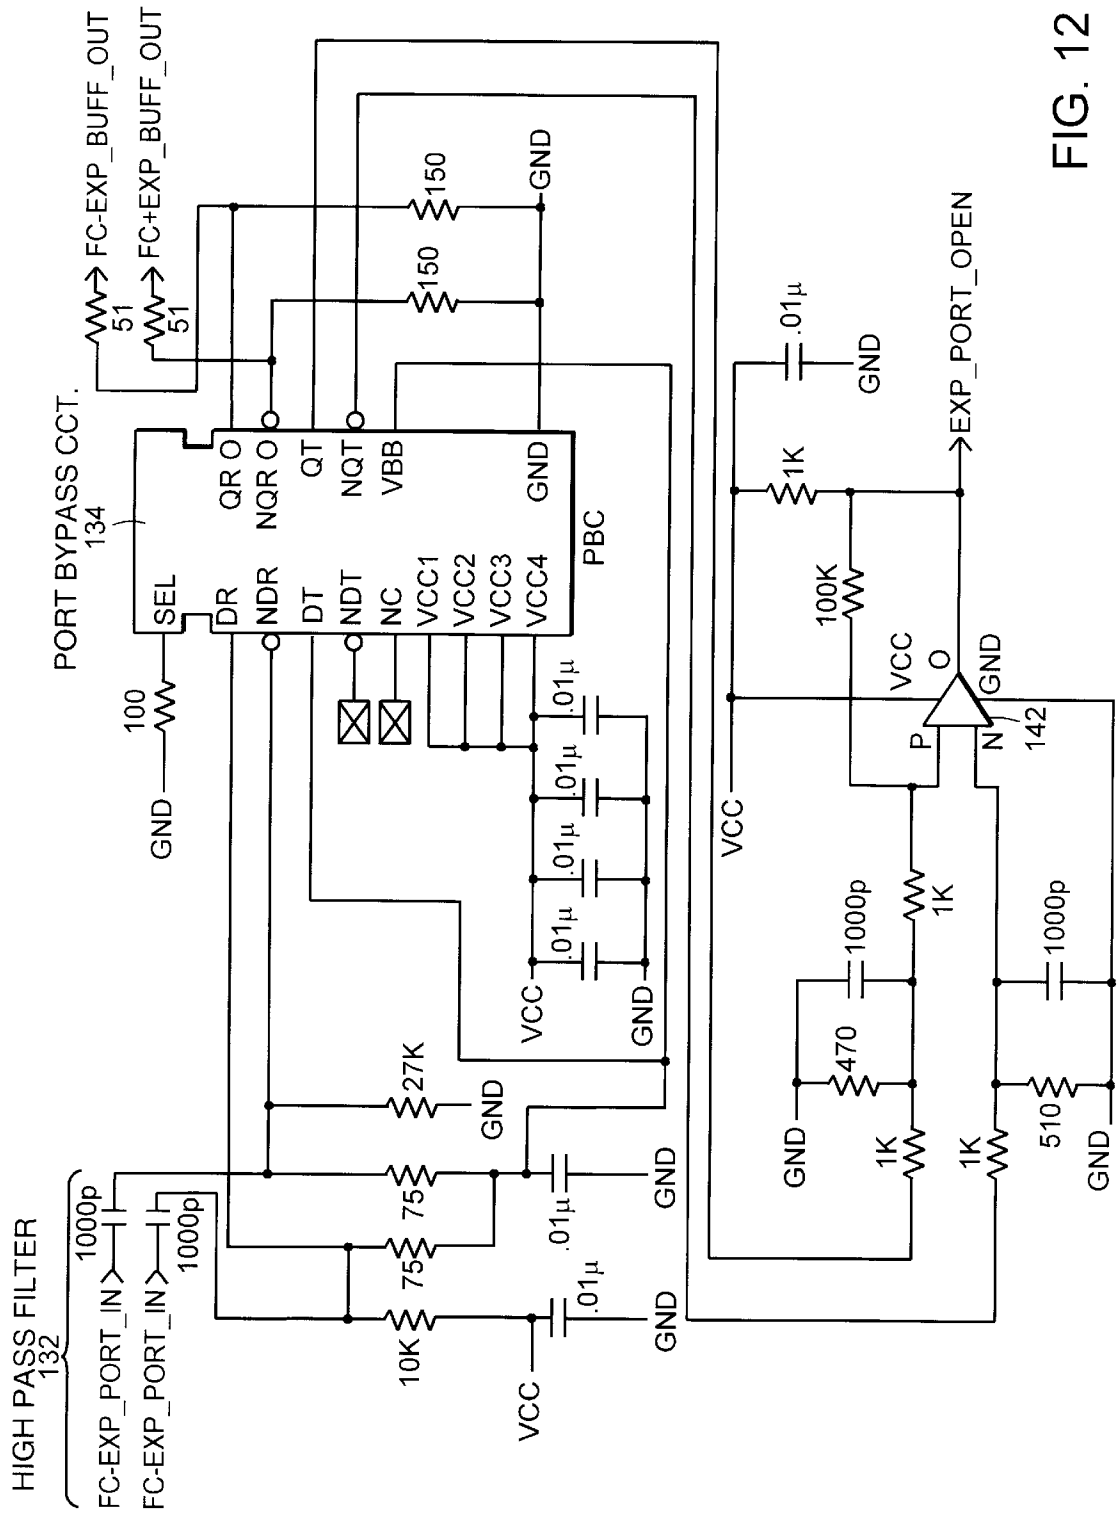 HIGH PASS FILTER
132
FC-EXP_PORT_IN
1000p
FC-EXP_PORT_IN
1000p
10K
75
75
27K
GND
VCC
.01µ
GND
.01µ
GND
PORT BYPASS CCT.
134
GND
100
SEL
DR
NDR
DT
NDT
NC
VCC1
VCC2
VCC3
VCC4
QR O
NQR O
QT
NQT
VBB
GND
PBC
51
FC-EXP_BUFF_OUT
51
FC+EXP_BUFF_OUT
150
150
GND
VCC
.01µ
.01µ
.01µ
.01µ
GND
VCC
1K
.01µ
GND
100K
GND
470
1000p
1K
1K
1K
510
1000p
GND
P
N
VCC
O
GND
142
EXP_PORT_OPEN
FIG. 12